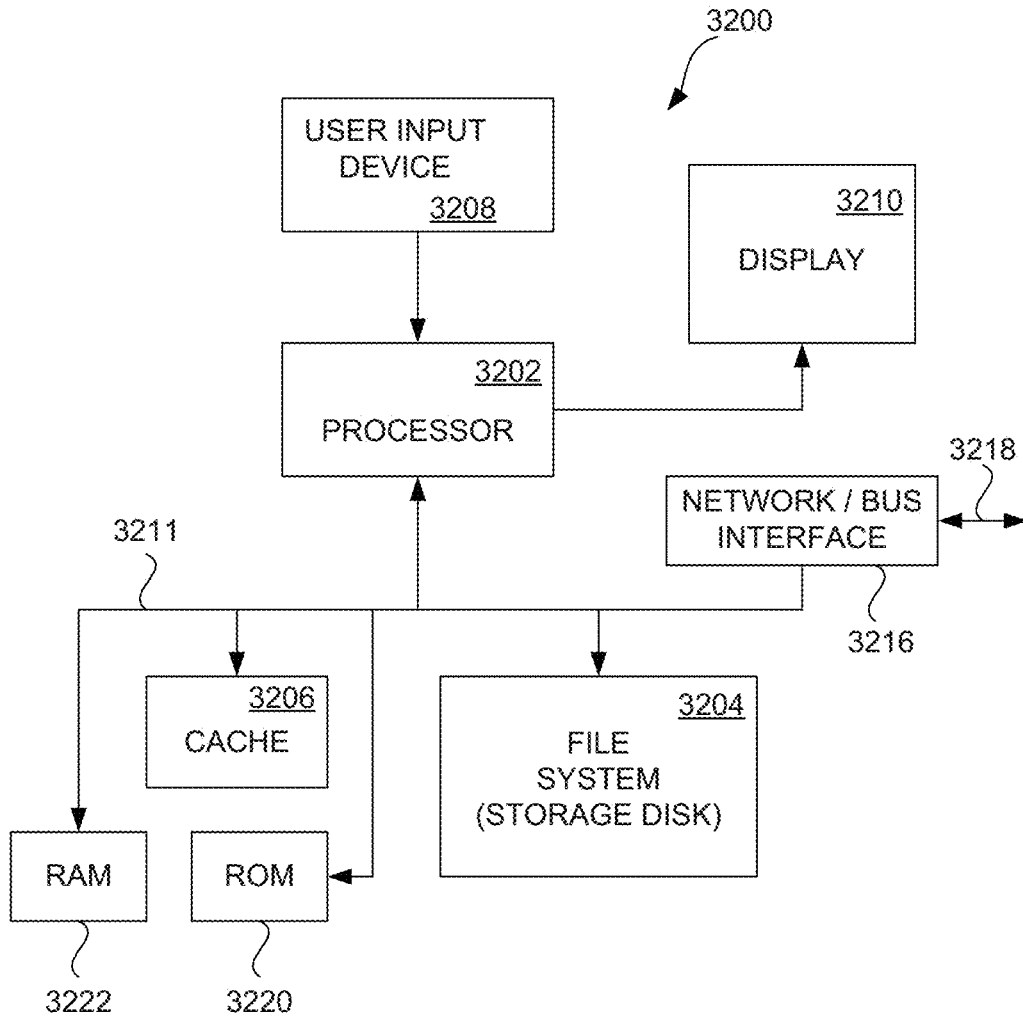 3200
USER INPUT
DEVICE
3208
3210
DISPLAY
3202
PROCESSOR
3218
NETWORK / BUS
INTERFACE
3211
3216
3206
CACHE
3204
FILE
SYSTEM
(STORAGE DISK)
RAM
ROM
3222
3220